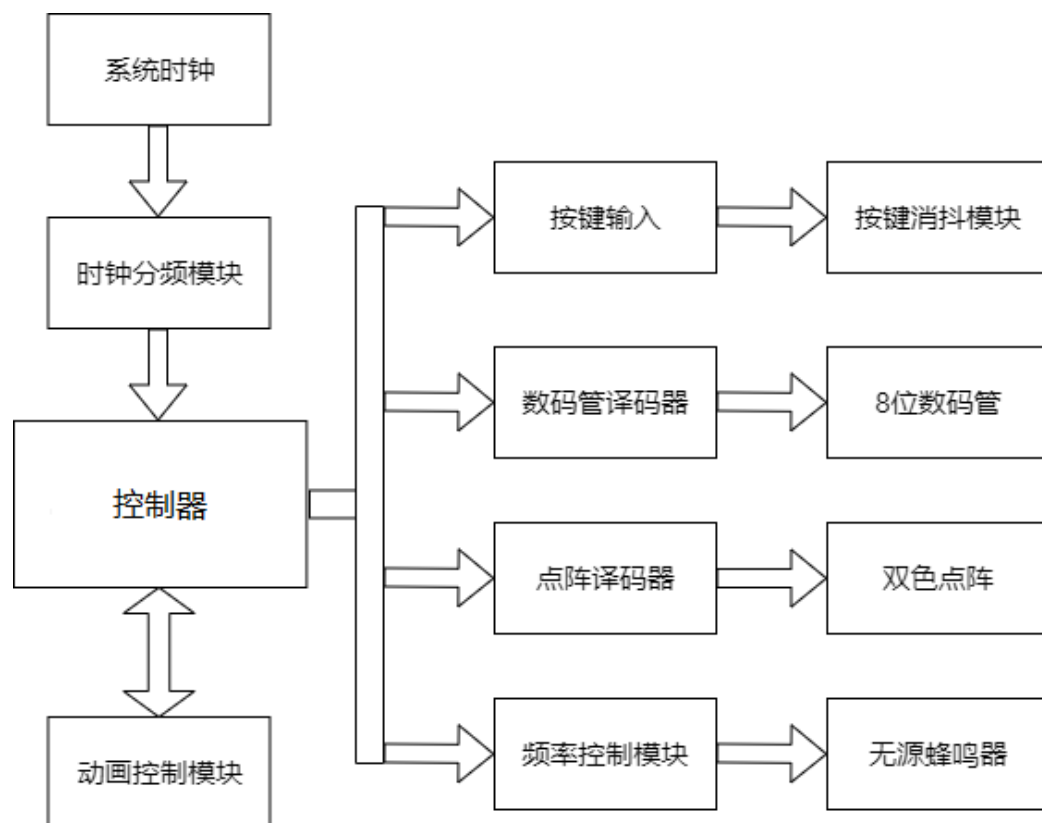 系统时钟
时钟分频模块
控制器
动画控制模块
按键输入
按键消抖模块
数码管译码器
8位数码管
点阵译码器
双色点阵
频率控制模块
无源蜂鸣器